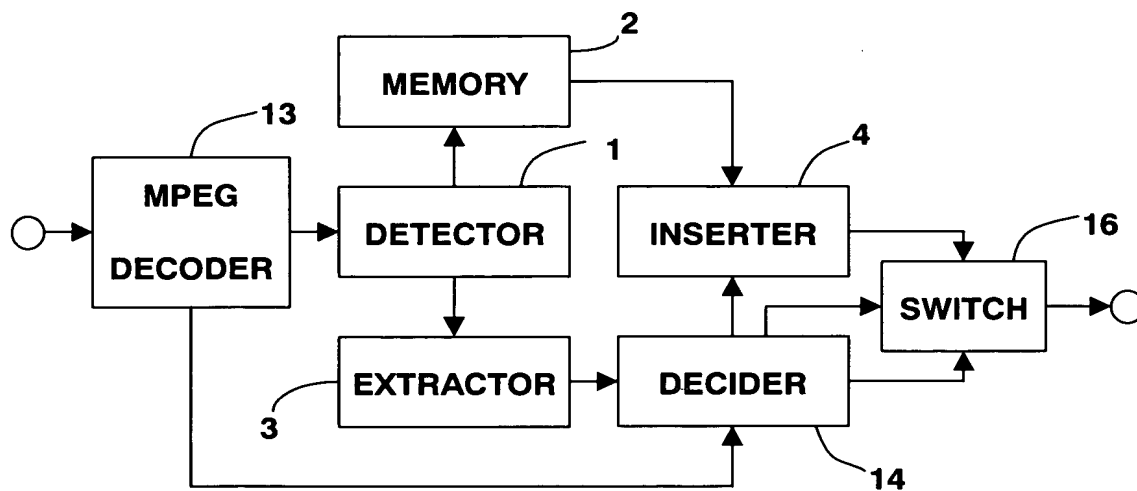 2
MEMORY
13
1
4
MPEG
DECODER
DETECTOR
INSERTER
16
SWITCH
EXTRACTOR
DECIDER
3
14